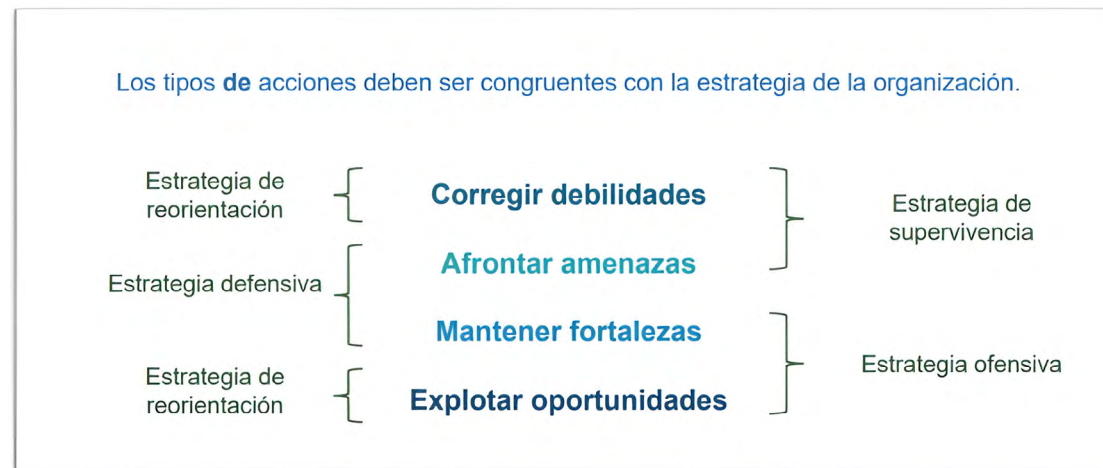 Los tipos de acciones deben ser congruentes con la estrategia de la organización.
Estrategia de
reorientación
Corregir debilidades
Estrategia de
supervivencia
Afrontar amenazas
Estrategia defensiva
Mantener fortalezas
Estrategia ofensiva
Estrategia de
reorientación
Explotar oportunidades